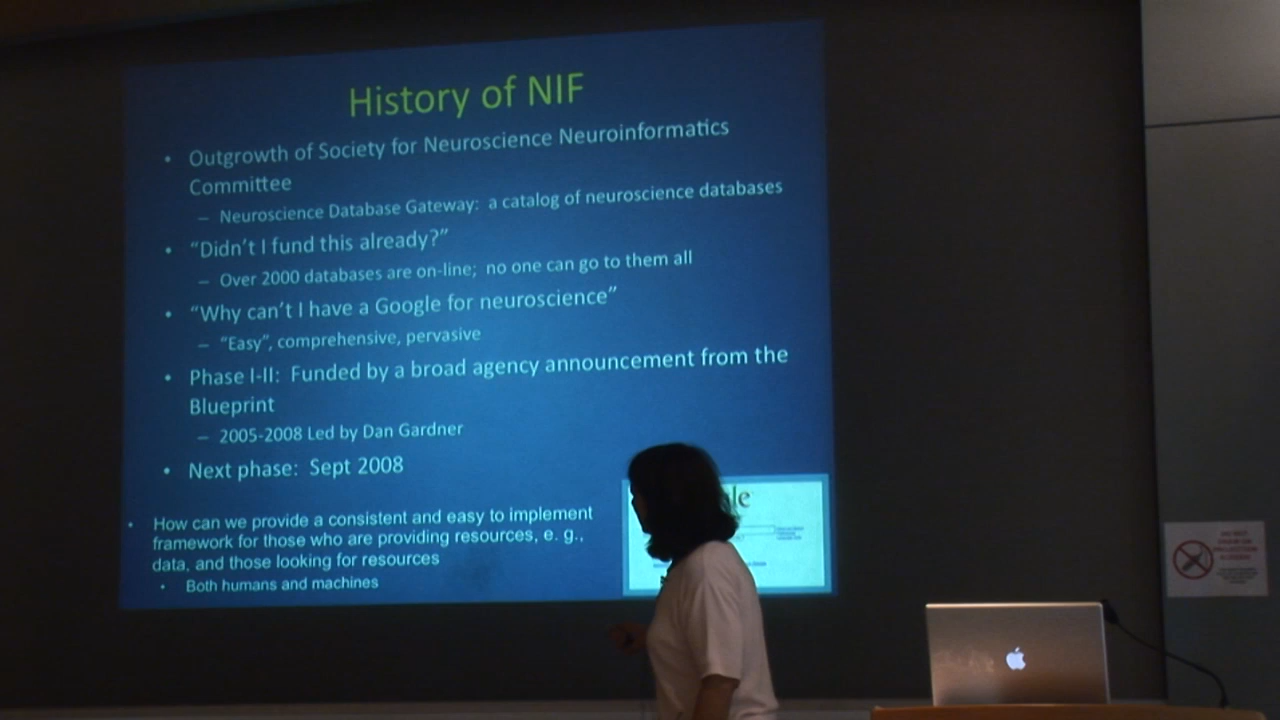 History of NIF
• Outgrowth of Society for Neuroscience Neuroinformatics
Committee
– Neuroscience Database Gateway: a catalog of neuroscience databases
• "Didn't I fund this already?"
– Over 2000 databases are on-line; no one can go to them all
• "Why can't I have a Google for neuroscience"
– "Easy", comprehensive, pervasive
• Phase I-II: Funded by a broad agency announcement from the
Blueprint
– 2005-2008 Led by Dan Gardner
• Next phase: Sept 2008
• How can we provide a consistent and easy to implement
framework for those who are providing resources, e. g.,
data, and those looking for resources
• Both humans and machines
le